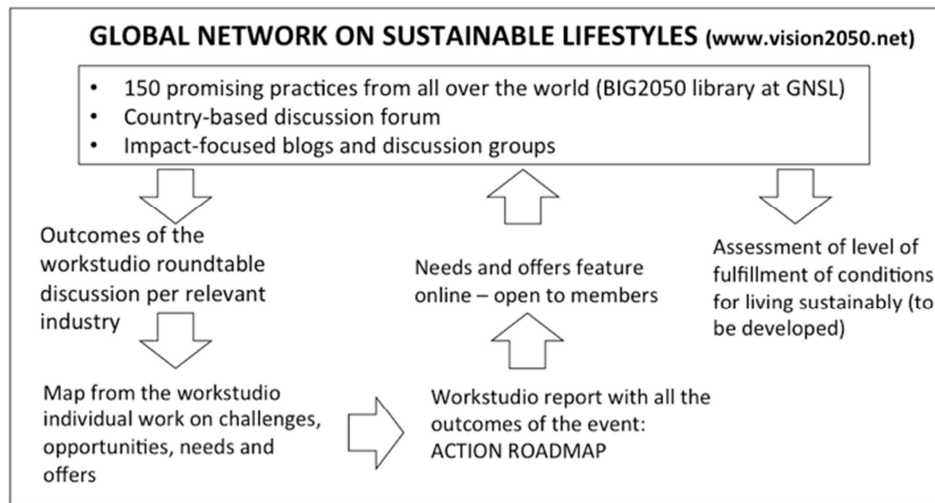 GLOBAL NETWORK ON SUSTAINABLE LIFESTYLES (www.vision2050.net)
• 150 promising practices from all over the world (BIG2050 library at GNSL)
• Country-based discussion forum
• Impact-focused blogs and discussion groups
Outcomes of the
workstudio roundtable
discussion per relevant
industry
Map from the workstudio
individual work on challenges,
opportunities, needs and
offers
Workstudio report with all the
outcomes of the event:
ACTION ROADMAP
Needs and offers feature
online – open to members
Assessment of level of
fulfillment of conditions
for living sustainably (to
be developed)